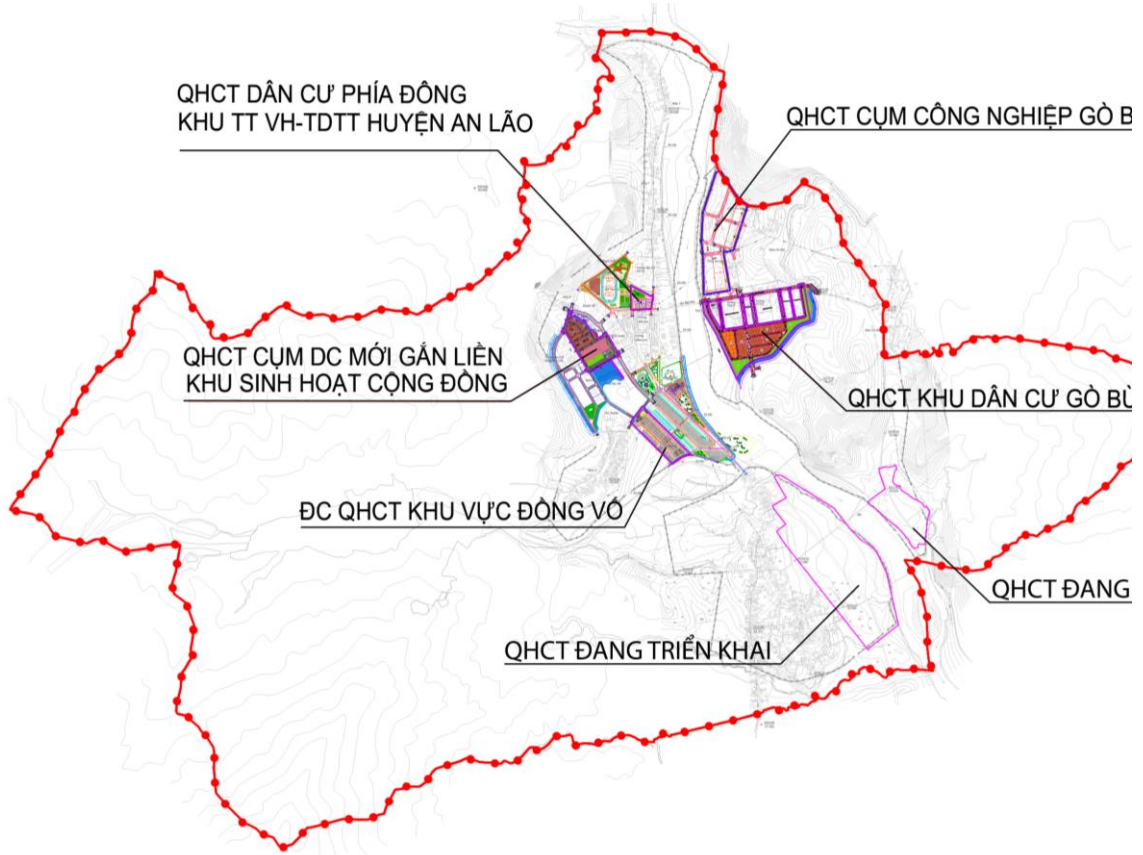 QHCT DÂN CƯ PHÍA ĐÔNG
KHU TT VH-TDTT HUYỆN AN LÃO
QHCT CỤM CÔNG NGHIỆP GÒ B
QHCT CỤM DC MỚI GẮN LIỀN
KHU SINH HOẠT CỘNG ĐỒNG
QHCT KHU DÂN CƯ GÒ BÙ
ĐC QHCT KHU VỰC ĐỒNG VÕ
QHCT ĐANG
QHCT ĐANG TRIỂN KHAI